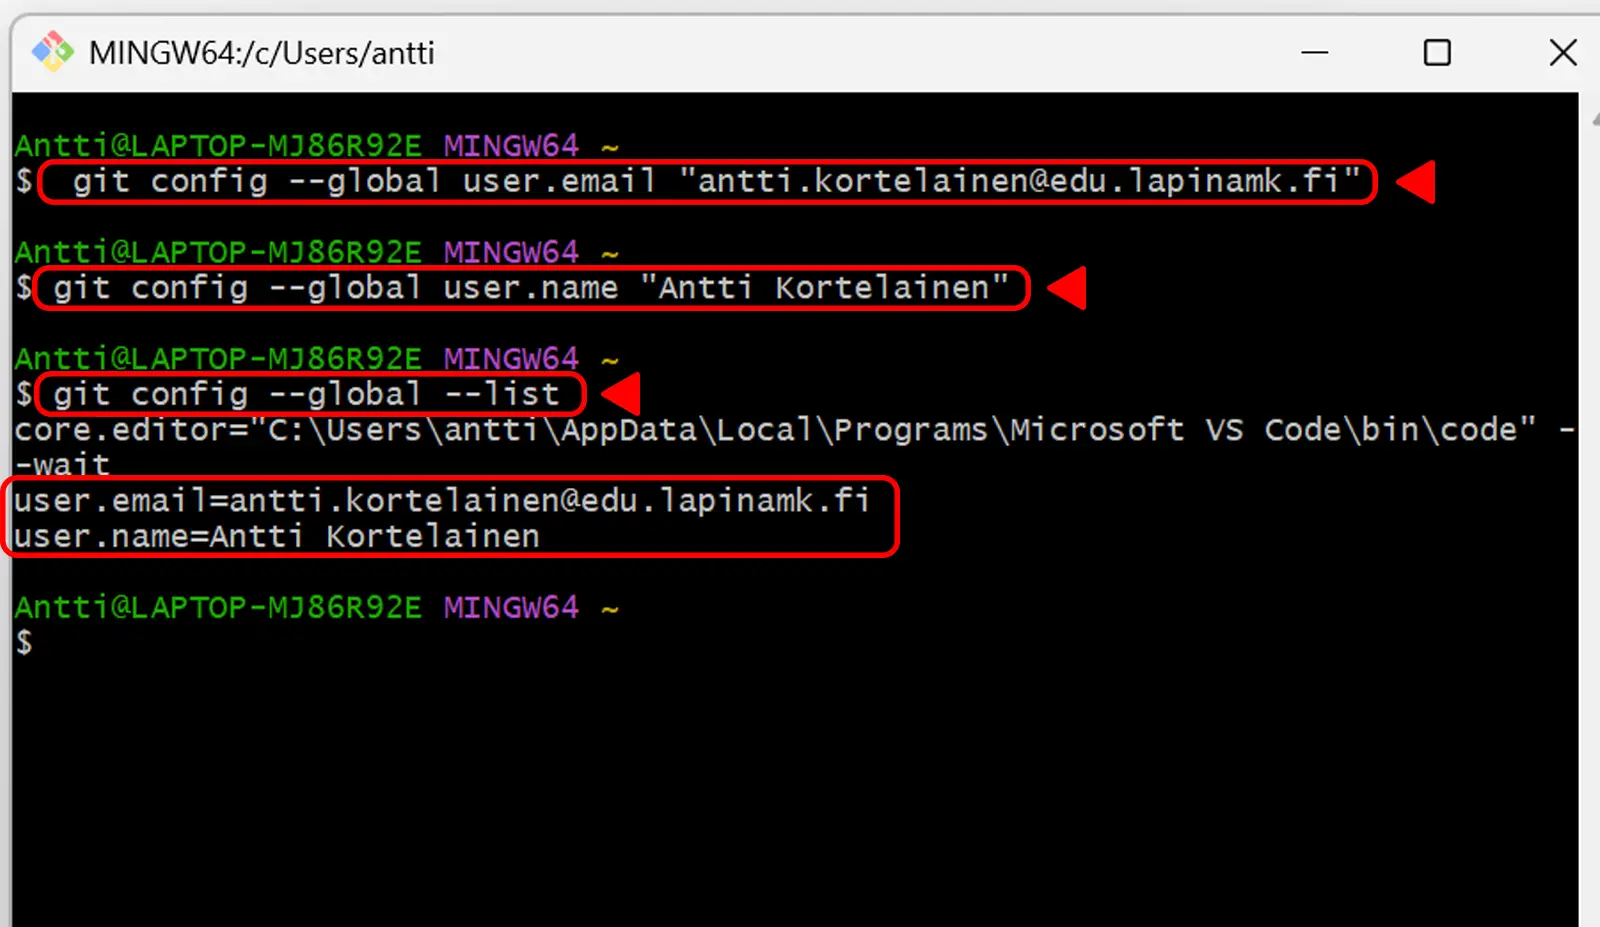 MINGW64:/c/Users/antti
Antti@LAPTOP-MJ86R92E MINGW64 ~
$  git config --global user.email "antti.kortelainen@edu.lapinamk.fi"
Antti@LAPTOP-MJ86R92E MINGW64 ~
$ git config --global user.name "Antti Kortelainen"
Antti@LAPTOP-MJ86R92E MINGW64 ~
$ git config --global --list
core.editor="C:\Users\antti\AppData\Local\Programs\Microsoft VS Code\bin\code" -
-wait
user.email=antti.kortelainen@edu.lapinamk.fi
user.name=Antti Kortelainen
Antti@LAPTOP-MJ86R92E MINGW64 ~
$